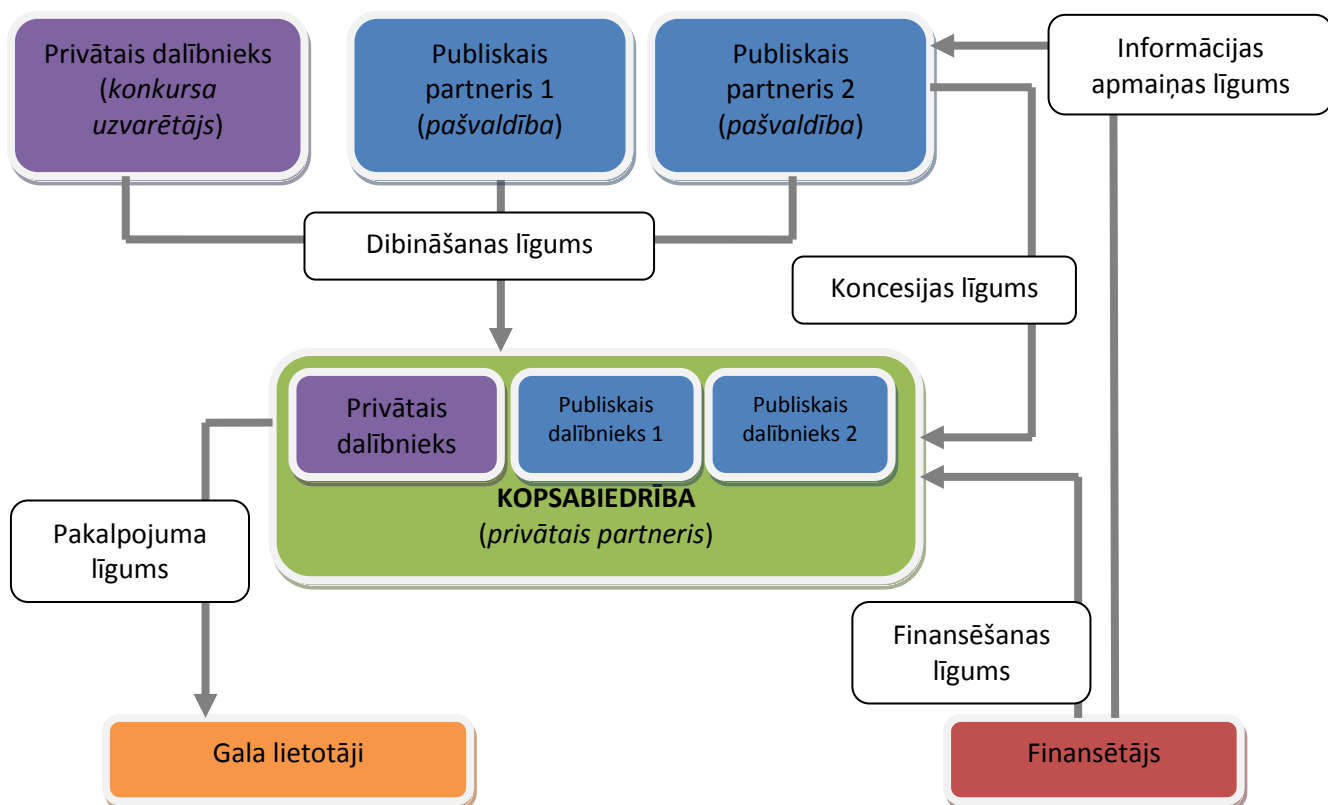 Privātais dalībnieks
(konkursa
uzvarētājs)
Publiskais
partneris 1
(pašvaldība)
Publiskais
partneris 2
(pašvaldība)
Informācijas
apmaiņas līgums
Dibināšanas līgums
Koncesijas līgums
Privātais
dalībnieks
Publiskais
dalībnieks 1
Publiskais
dalībnieks 2
KOPSABIEDRĪBA
(privātais partneris)
Pakalpojuma
līgums
Finansēšanas
līgums
Gala lietotāji
Finansētājs